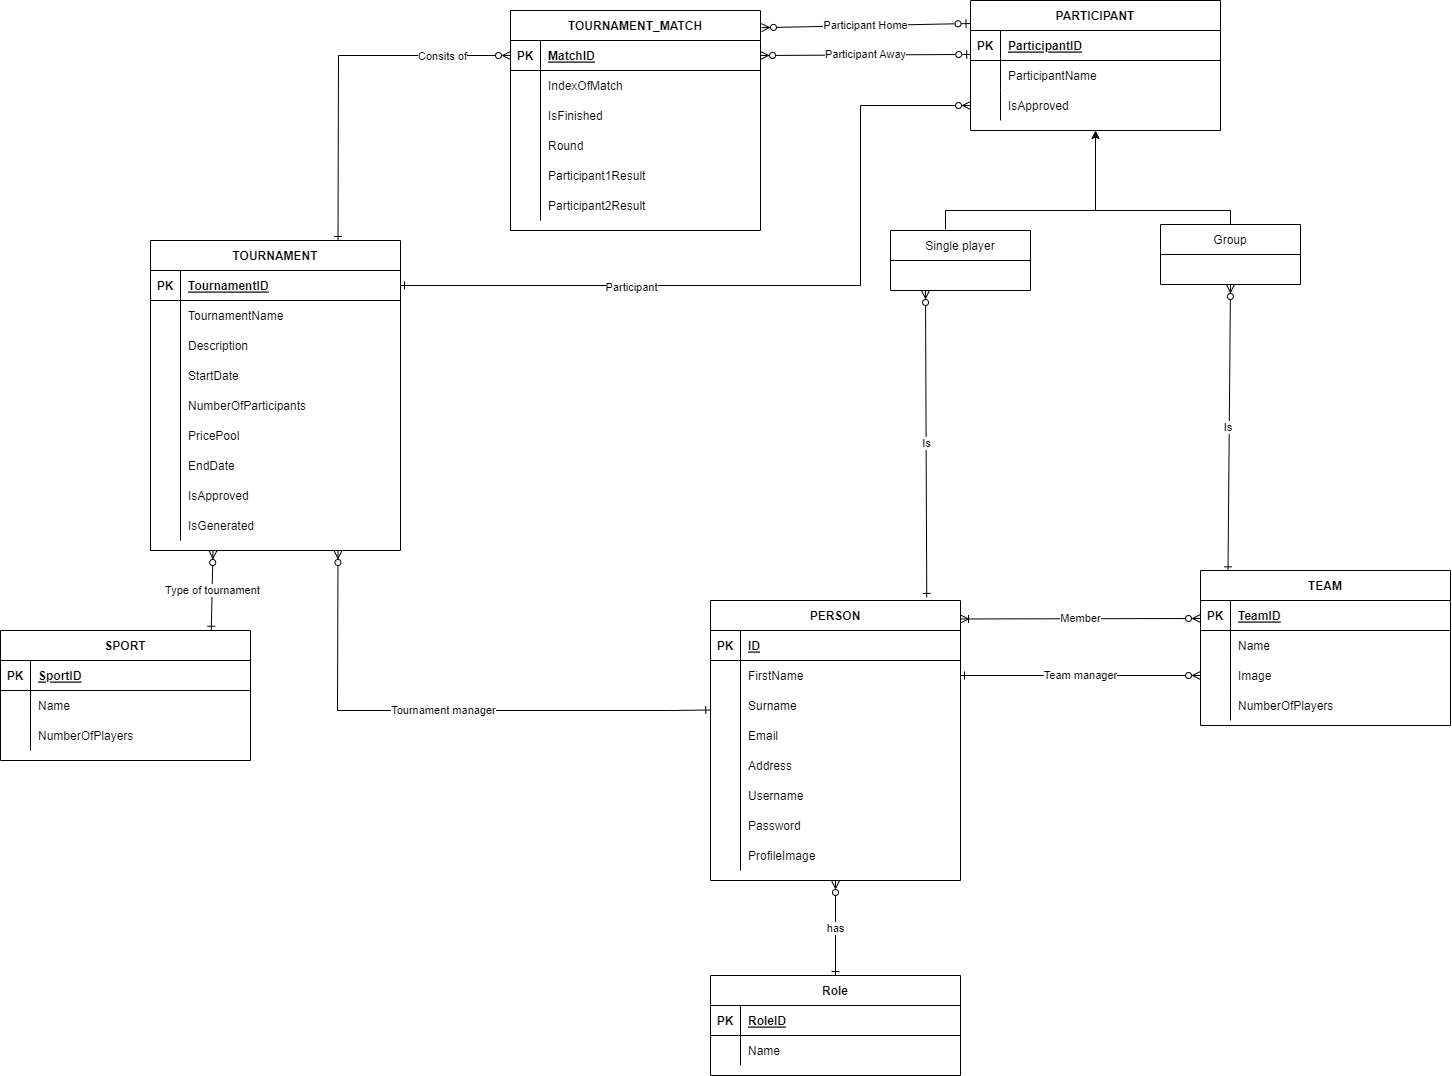 TOURNAMENT_MATCH
PK MatchID
IndexOfMatch
IsFinished
Round
Participant1Result
Participant2Result
Participant Home
Participant Away
PARTICIPANT
PK ParticipantID
ParticipantName
IsApproved
Consits of
Single player
Group
TOURNAMENT
PK TournamentID
TournamentName
Description
StartDate
NumberOfParticipants
PricePool
EndDate
IsApproved
IsGenerated
Participant
Is
Is
Type of tournament
SPORT
PK SportID
Name
NumberOfPlayers
Tournament manager
PERSON
PK ID
FirstName
Surname
Email
Address
Username
Password
ProfileImage
Member
Team manager
TEAM
PK TeamID
Name
Image
NumberOfPlayers
has
Role
PK RoleID
Name